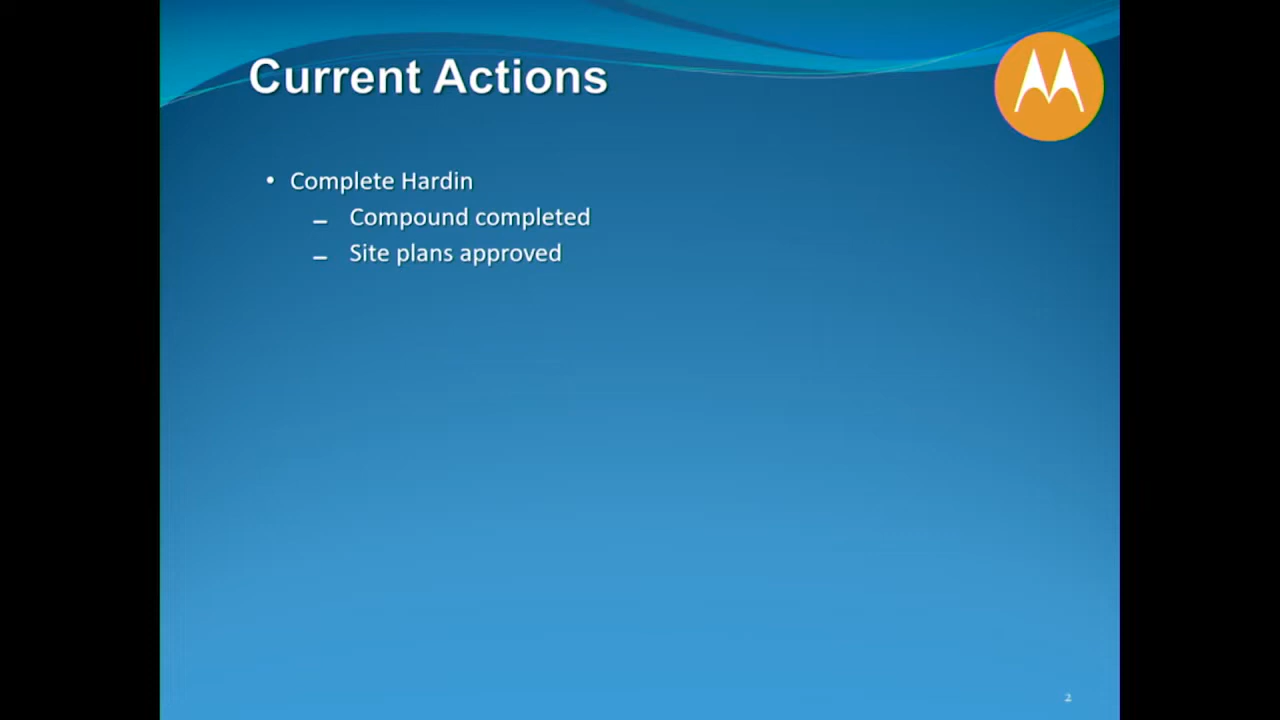 Current Actions
• Complete Hardin
– Compound completed
– Site plans approved
2